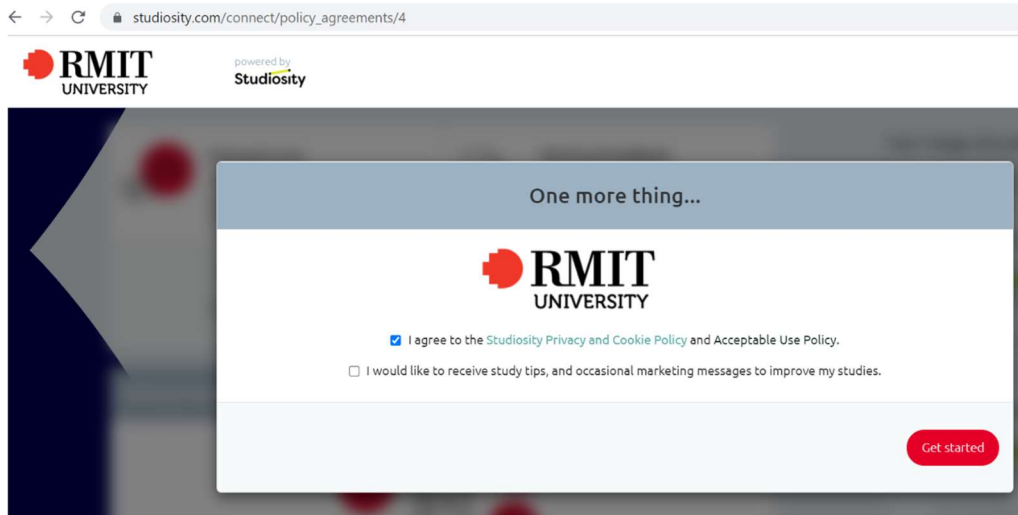 studiosity.com/connect/policy_agreements/4
RMIT
UNIVERSITY
powered by
Studiosity
One more thing...
RMIT
UNIVERSITY
I agree to the Studiosity Privacy and Cookie Policy and Acceptable Use Policy.
I would like to receive study tips, and occasional marketing messages to improve my studies.
Get started